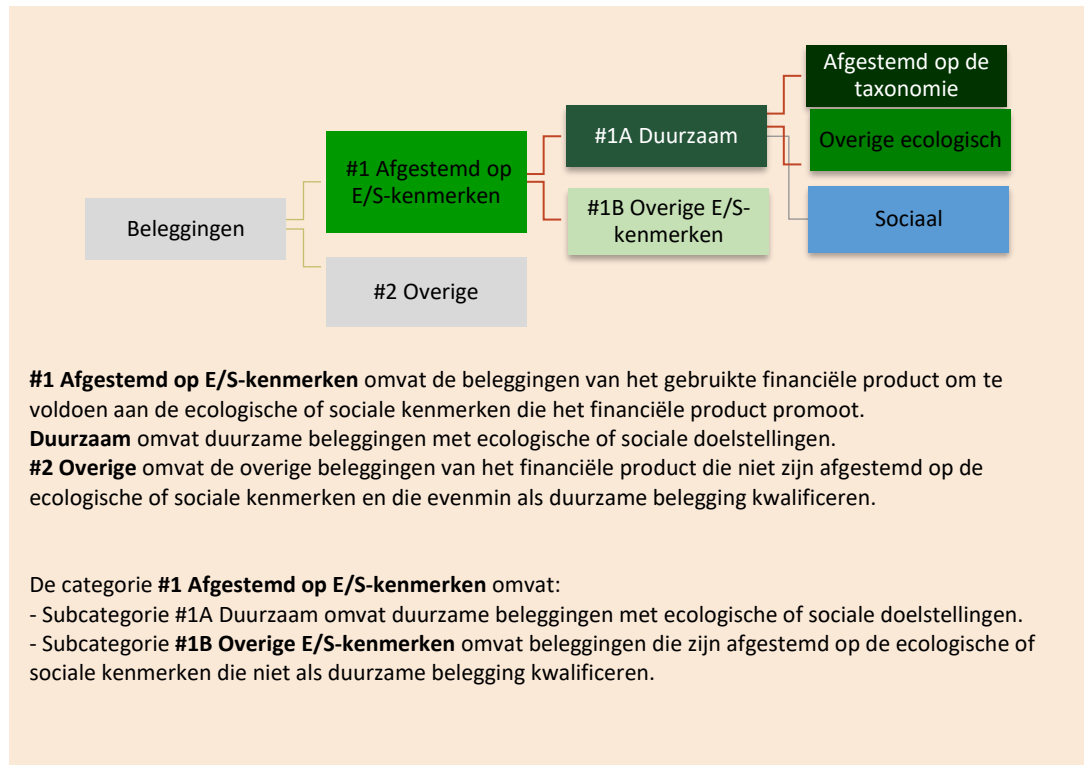 Afgestemd op de
taxonomie
#1A Duurzaam
Overige ecologisch
#1 Afgestemd op
E/S-kenmerken
#1B Overige E/S-
kenmerken
Sociaal
Beleggingen
#2 Overige
#1 Afgestemd op E/S-kenmerken omvat de beleggingen van het gebruikte financiële product om te
voldoen aan de ecologische of sociale kenmerken die het financiële product promoot.
Duurzaam omvat duurzame beleggingen met ecologische of sociale doelstellingen.
#2 Overige omvat de overige beleggingen van het financiële product die niet zijn afgestemd op de
ecologische of sociale kenmerken en die evenmin als duurzame belegging kwalificeren.
De categorie #1 Afgestemd op E/S-kenmerken omvat:
- Subcategorie #1A Duurzaam omvat duurzame beleggingen met ecologische of sociale doelstellingen.
- Subcategorie #1B Overige E/S-kenmerken omvat beleggingen die zijn afgestemd op de ecologische of
sociale kenmerken die niet als duurzame belegging kwalificeren.